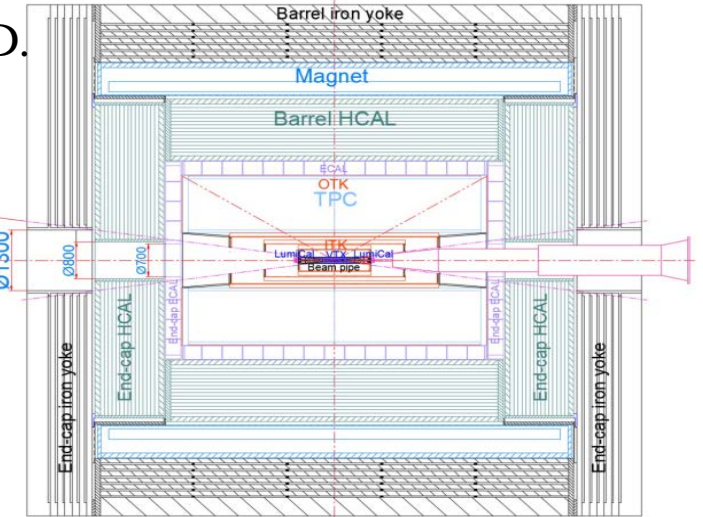 D.
Barrel iron yoke
Magnet
Barrel HCAL
ECAL
OTK
TPC
ITK
LumiCal VTX LumiCal
Beam pipe
Ø1300
Ø800
Ø700
End-cap ECAL
End-cap ECAL
End-cap HCAL
End-cap HCAL
End-cap iron yoke
End-cap iron yoke